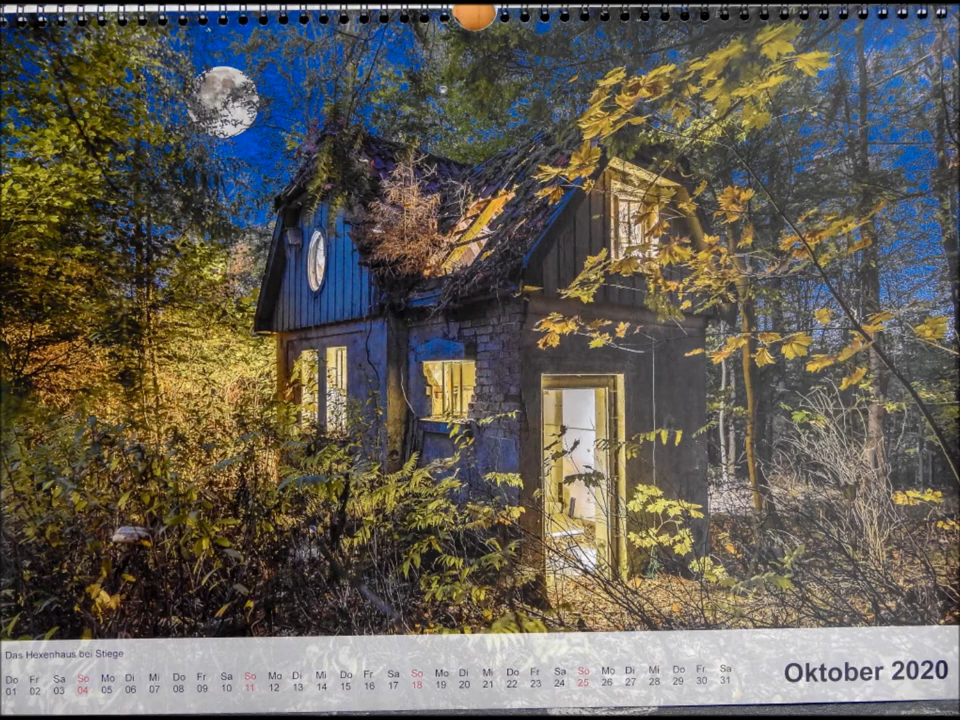 Das Hexenhaus bei Stiege
Oktober 2020
Do Fr Sa So Mo Di Mi Do Fr Sa So Mo Di Mi Do Fr Sa So Mo Di Mi Do Fr Sa So Mo Di Mi Do Fr Sa
01 02 03 04 05 06 07 08 09 10 11 12 13 14 15 16 17 18 19 20 21 22 23 24 25 26 27 28 29 30 31